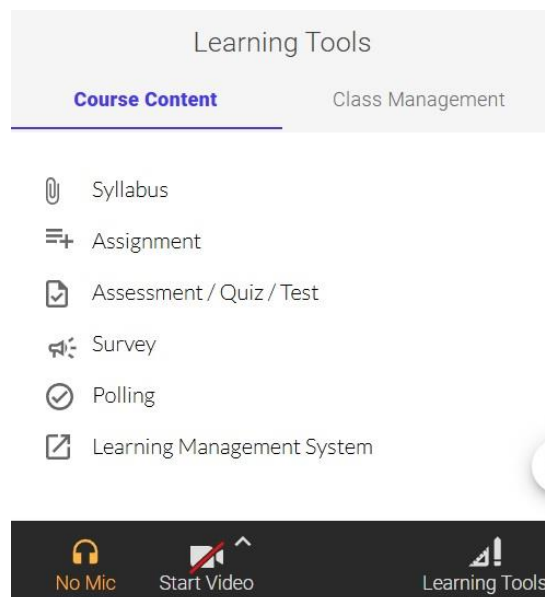 Learning Tools
Course Content Class Management
Syllabus
Assignment
Assessment / Quiz / Test
Survey
Polling
Learning Management System
No Mic Start Video Learning Tools